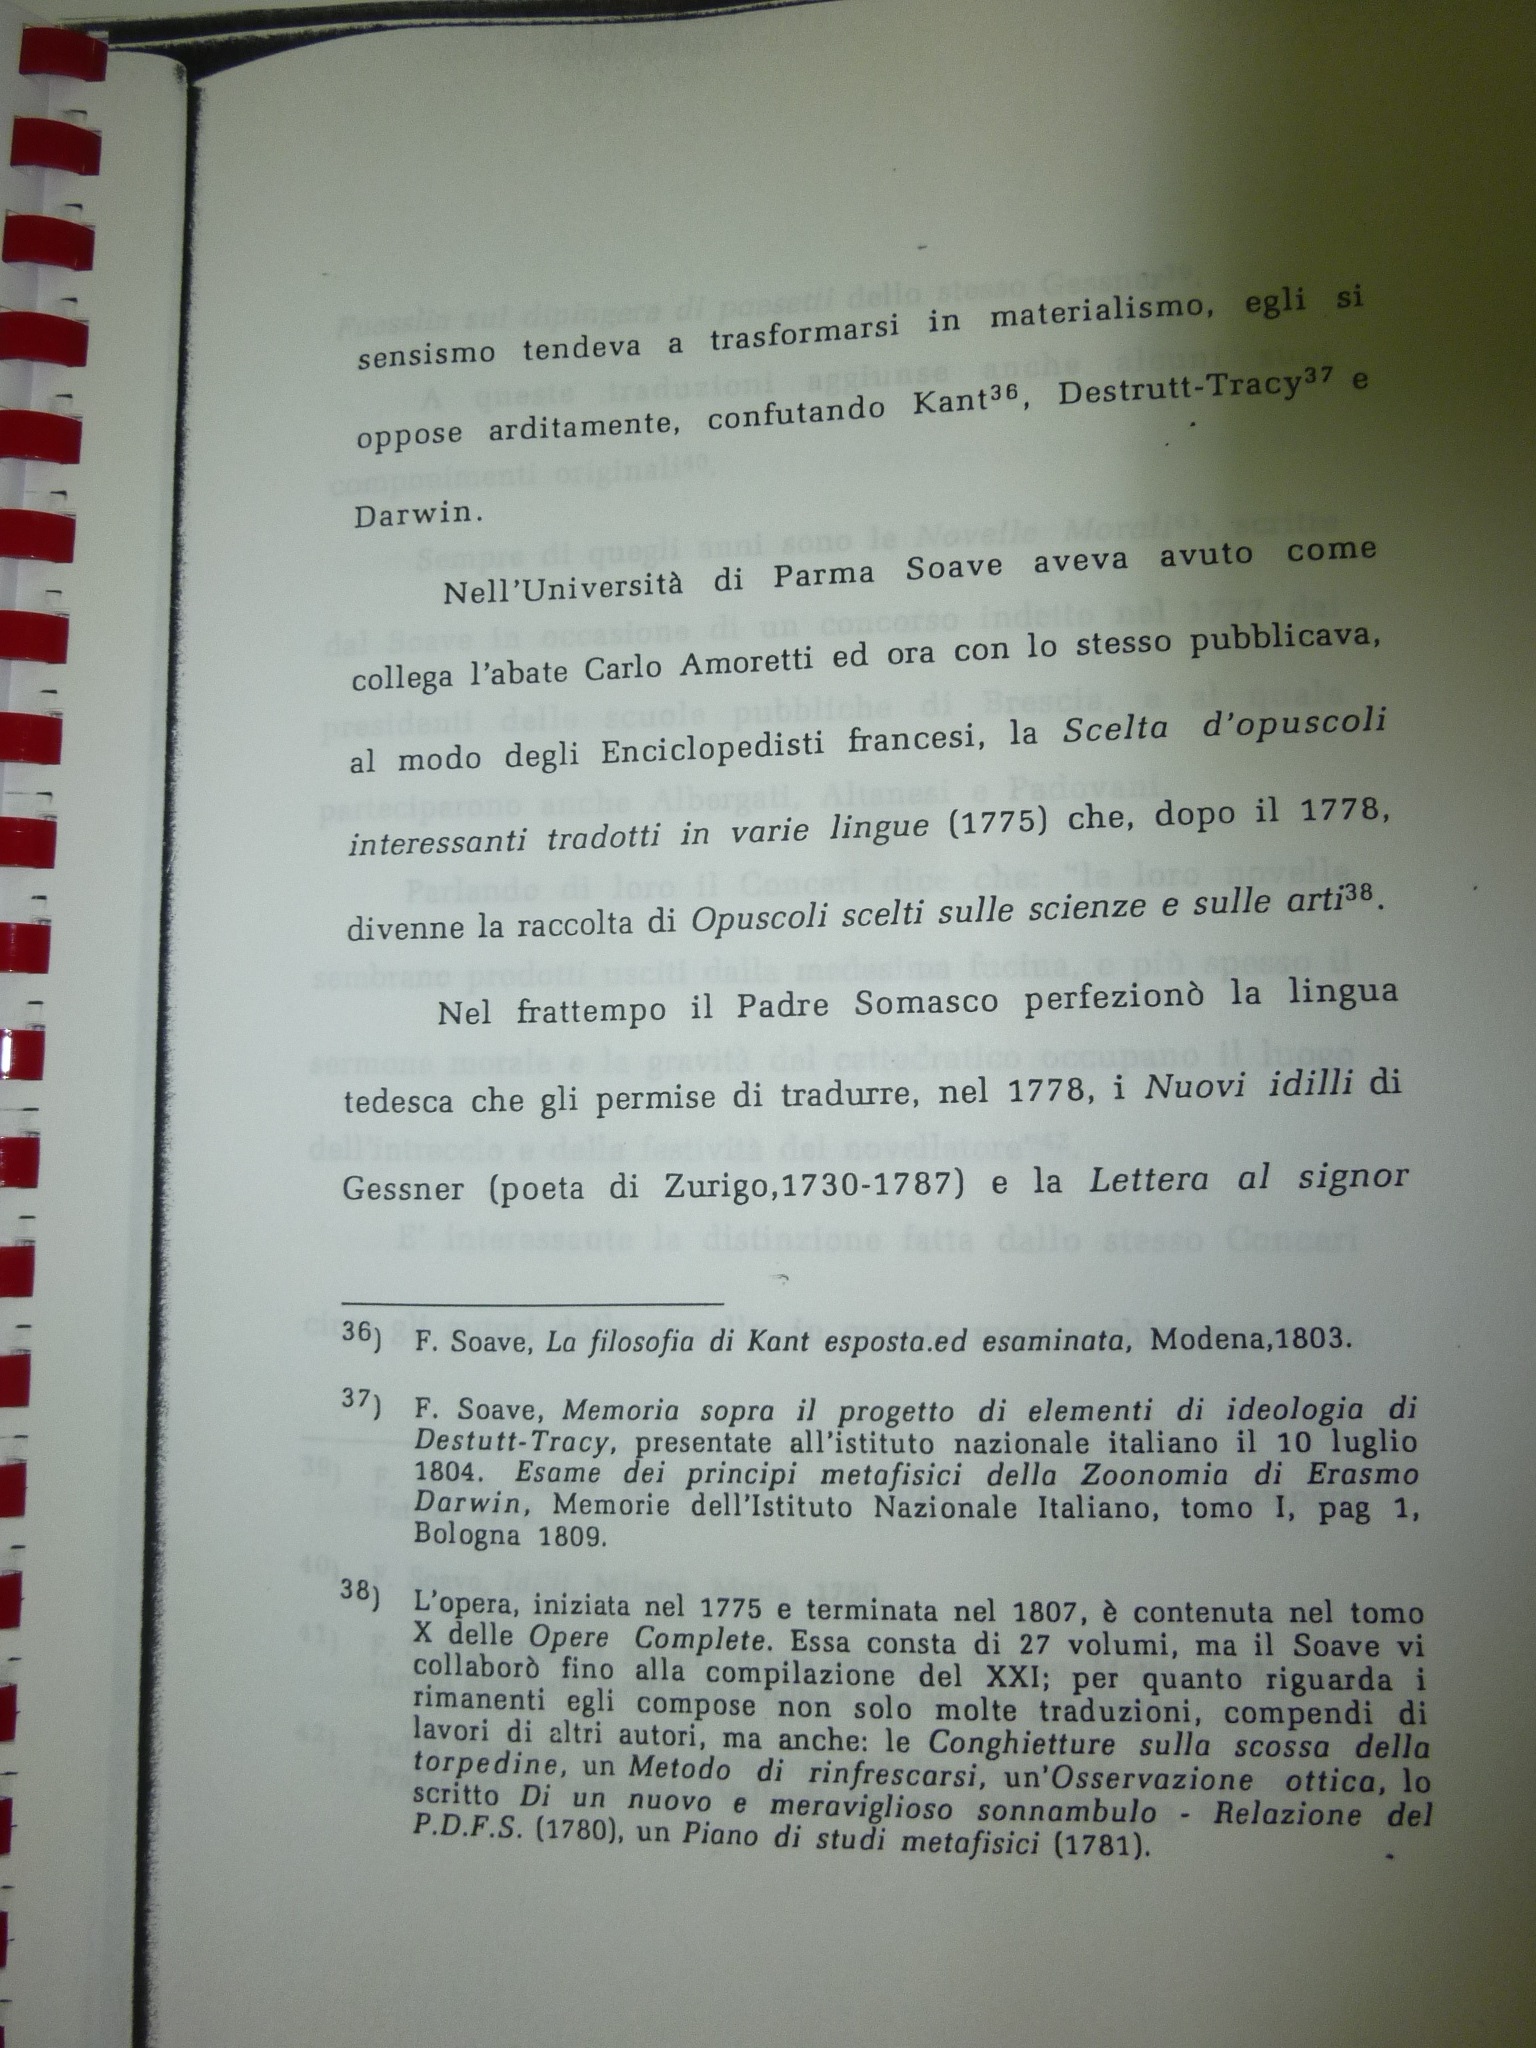 sensismo tendeva a trasformarsi in materialismo, egli si
oppose arditamente, confutando Kant³⁶, Destrutt-Tracy³⁷ e
Darwin.
Nell'Università di Parma Soave aveva avuto come
collega l'abate Carlo Amoretti ed ora con lo stesso pubblicava,
al modo degli Enciclopedisti francesi, la Scelta d'opuscoli
interessanti tradotti in varie lingue (1775) che, dopo il 1778,
divenne la raccolta di Opuscoli scelti sulle scienze e sulle arti³⁸.
Nel frattempo il Padre Somasco perfezionò la lingua
tedesca che gli permise di tradurre, nel 1778, i Nuovi idilli di
Gessner (poeta di Zurigo,1730-1787) e la Lettera al signor
36) F. Soave, La filosofia di Kant esposta.ed esaminata, Modena,1803.
37) F. Soave, Memoria sopra il progetto di elementi di ideologia di
Destutt-Tracy, presentate all'istituto nazionale italiano il 10 luglio
1804. Esame dei principi metafisici della Zoonomia di Erasmo
Darwin, Memorie dell'Istituto Nazionale Italiano, tomo I, pag 1,
Bologna 1809.
38) L'opera, iniziata nel 1775 e terminata nel 1807, è contenuta nel tomo
X delle Opere Complete. Essa consta di 27 volumi, ma il Soave vi
collaborò fino alla compilazione del XXI; per quanto riguarda i
rimanenti egli compose non solo molte traduzioni, compendi di
lavori di altri autori, ma anche: le Conghietture sulla scossa della
torpedine, un Metodo di rinfrescarsi, un'Osservazione ottica, lo
scritto Di un nuovo e meraviglioso sonnambulo - Relazione del
P.D.F.S. (1780), un Piano di studi metafisici (1781).